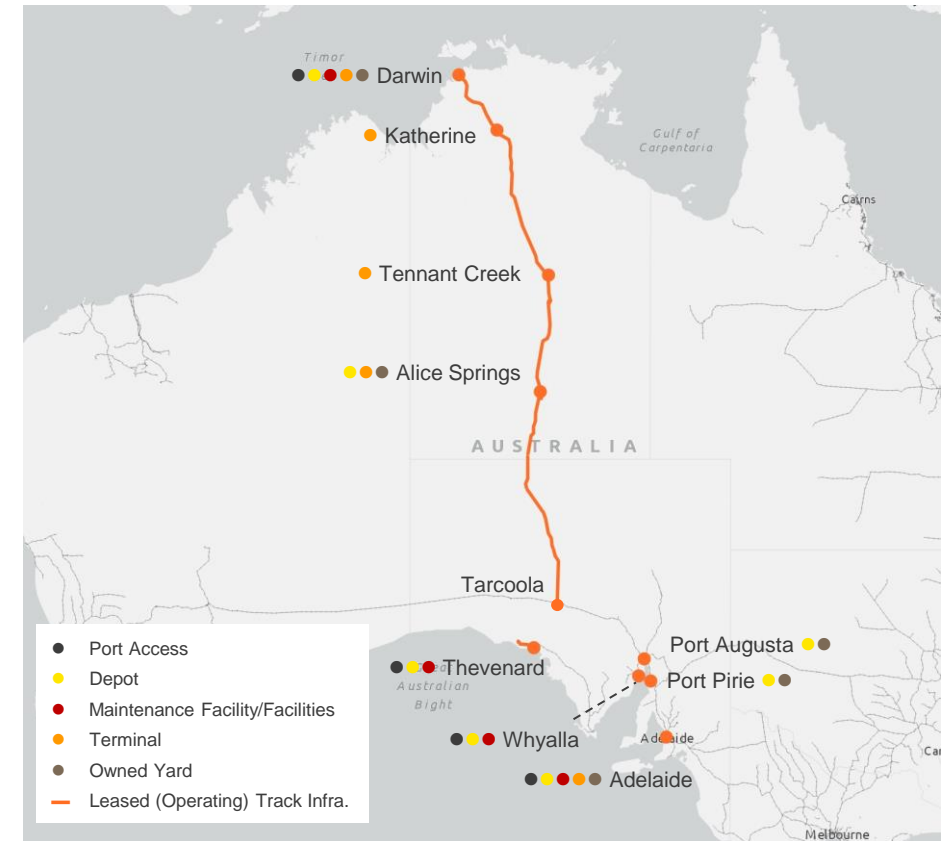 Timor
Darwin
Katherine
Gulf of
Carpentaria
Cairns
Tennant Creek
Alice Springs
AUSTRALIA
Tarcoola
Port Augusta
Port Pirie
Thevenard
Australian
Bight
Whyalla
Adelaide
Adelaide
Melbourne
Port Access
Depot
Maintenance Facility/Facilities
Terminal
Owned Yard
Leased (Operating) Track Infra.